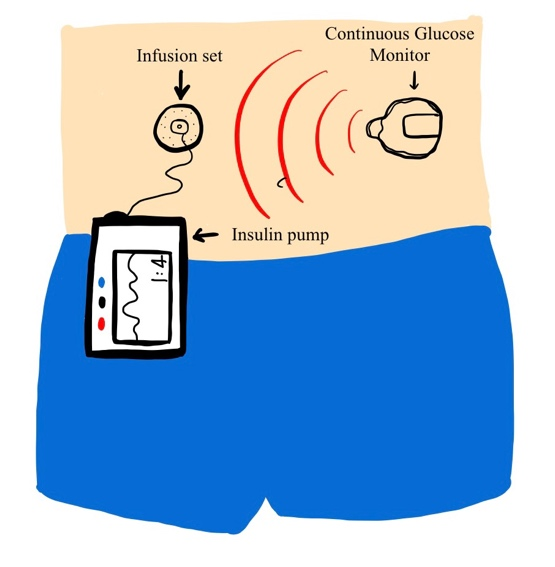 Continuous Glucose
Monitor
Infusion set
Insulin pump
1:4